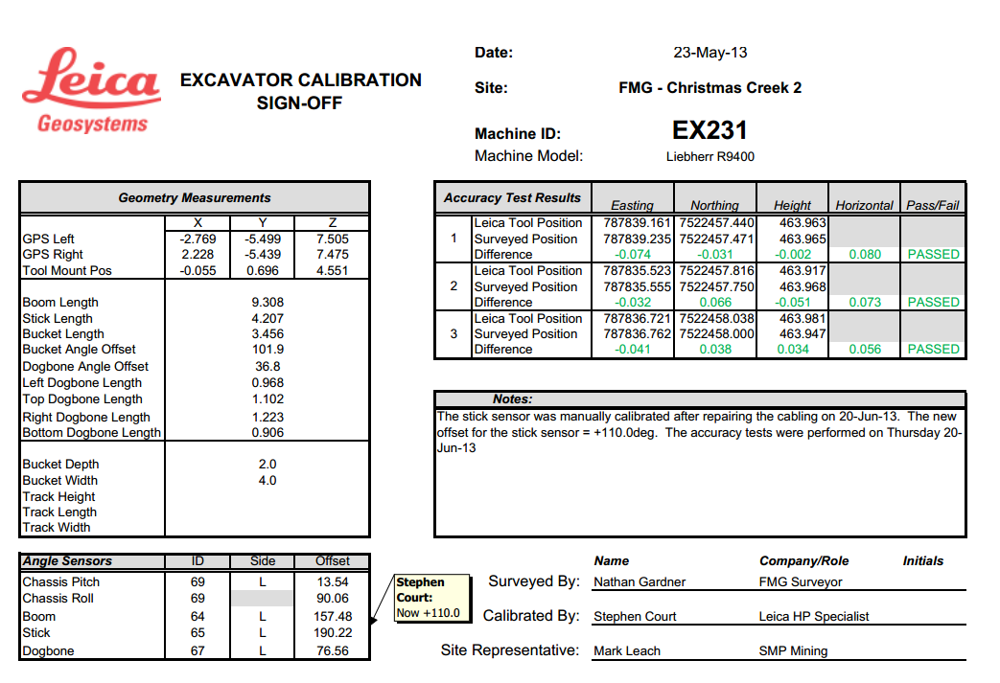 Leica
Geosystems
EXCAVATOR CALIBRATION
SIGN-OFF
Date: 23-May-13
Site: FMG - Christmas Creek 2
Machine ID: EX231
Machine Model: Liebherr R9400
Geometry Measurements
X Y Z
GPS Left -2.769 -5.499 7.505
GPS Right 2.228 -5.439 7.475
Tool Mount Pos -0.055 0.696 4.551
Boom Length 9.308
Stick Length 4.207
Bucket Length 3.456
Bucket Angle Offset 101.9
Dogbone Angle Offset 36.8
Left Dogbone Length 0.968
Top Dogbone Length 1.102
Right Dogbone Length 1.223
Bottom Dogbone Length 0.906
Bucket Depth 2.0
Bucket Width 4.0
Track Height
Track Length
Track Width
Accuracy Test Results Easting Northing Height Horizontal Pass/Fail
Leica Tool Position 787839.161 7522457.440 463.963
1 Surveyed Position 787839.235 7522457.471 463.965
Difference -0.074 -0.031 -0.002 0.080 PASSED
Leica Tool Position 787835.523 7522457.816 463.917
2 Surveyed Position 787835.555 7522457.750 463.968
Difference -0.032 0.066 -0.051 0.073 PASSED
Leica Tool Position 787836.721 7522458.038 463.981
3 Surveyed Position 787836.762 7522458.000 463.947
Difference -0.041 0.038 0.034 0.056 PASSED
Notes:
The stick sensor was manually calibrated after repairing the cabling on 20-Jun-13. The new
offset for the stick sensor = +110.0deg. The accuracy tests were performed on Thursday 20-
Jun-13
Angle Sensors ID Side Offset
Chassis Pitch 69 L 13.54
Chassis Roll 69 90.06
Boom 64 L 157.48
Stick 65 L 190.22
Dogbone 67 L 76.56
Stephen
Court:
Now +110.0
Name Company/Role Initials
Surveyed By: Nathan Gardner FMG Surveyor
Calibrated By: Stephen Court Leica HP Specialist
Site Representative: Mark Leach SMP Mining